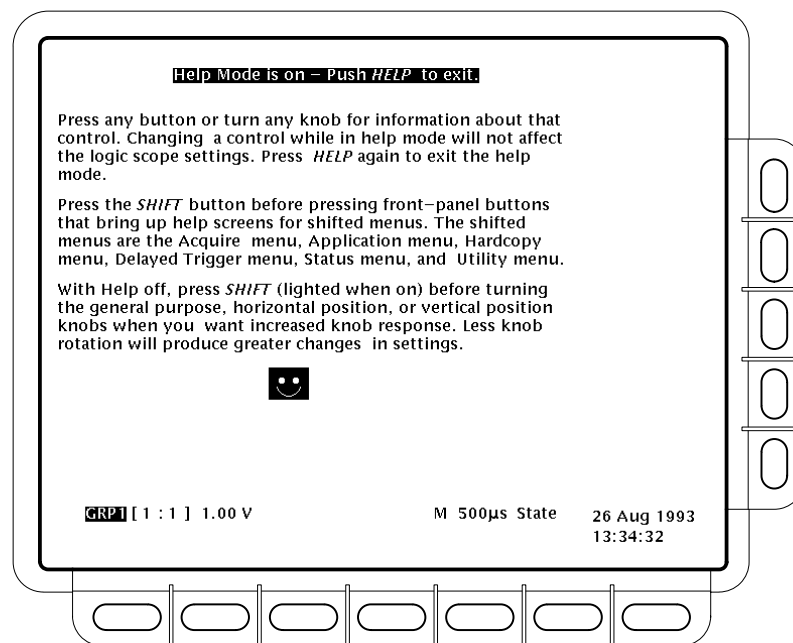 Help Mode is on – Push HELP to exit.
Press any button or turn any knob for information about that
control. Changing a control while in help mode will not affect
the logic scope settings. Press HELP again to exit the help
mode.
Press the SHIFT button before pressing front–panel buttons
that bring up help screens for shifted menus. The shifted
menus are the Acquire menu, Application menu, Hardcopy
menu, Delayed Trigger menu, Status menu, and Utility menu.
With Help off, press SHIFT (lighted when on) before turning
the general purpose, horizontal position, or vertical position
knobs when you want increased knob response. Less knob
rotation will produce greater changes in settings.
GRP1 [ 1 : 1 ] 1.00 V M 500µs State 26 Aug 1993
13:34:32